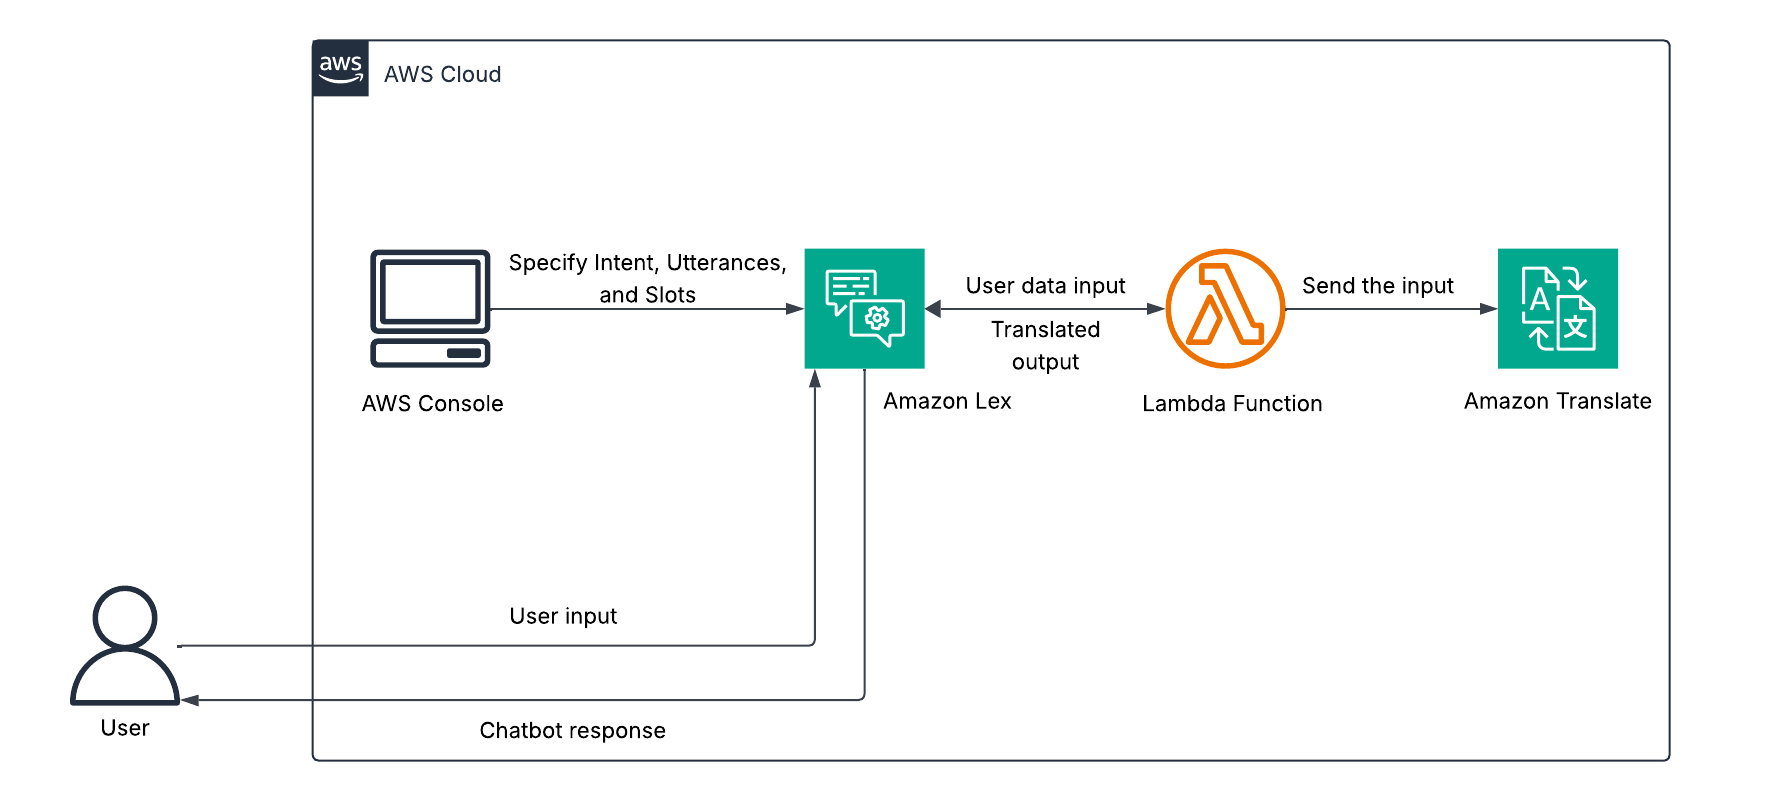 aws
AWS Cloud
Specify Intent, Utterances,
and Slots
User data input
Translated
output
Send the input
A
文
AWS Console
Amazon Lex
Lambda Function
Amazon Translate
User input
User
Chatbot response